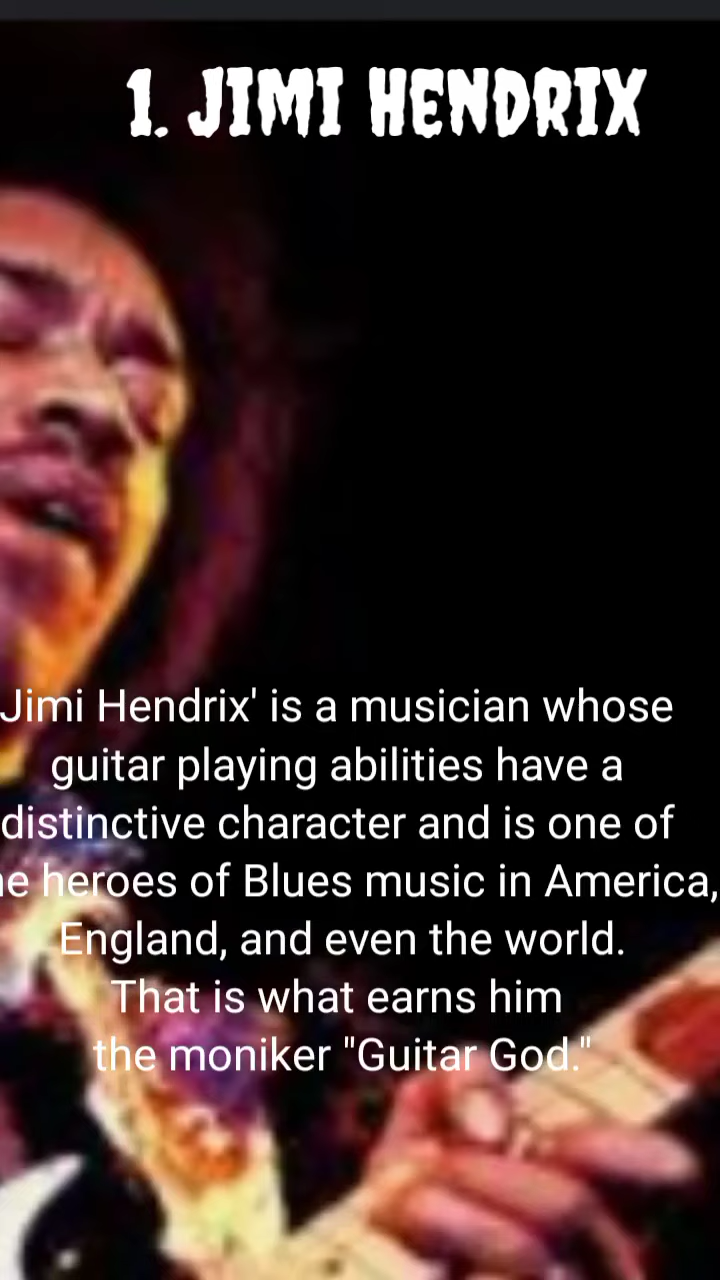 1. JIMI HENDRIX
Jimi Hendrix' is a musician whose
guitar playing abilities have a
distinctive character and is one of
heroes of Blues music in America,
England, and even the world.
That is what earns him
the moniker "Guitar God."